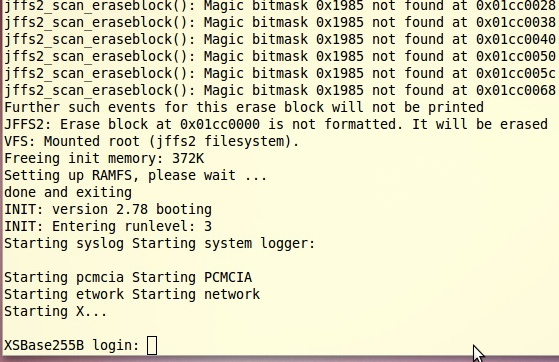 jffs2_scan_eraseblock(): Magic bitmask 0x1985 not found at 0x01cc0028
jffs2_scan_eraseblock(): Magic bitmask 0x1985 not found at 0x01cc0038
jffs2_scan_eraseblock(): Magic bitmask 0x1985 not found at 0x01cc0040
jffs2_scan_eraseblock(): Magic bitmask 0x1985 not found at 0x01cc0050
jffs2_scan_eraseblock(): Magic bitmask 0x1985 not found at 0x01cc005c
jffs2_scan_eraseblock(): Magic bitmask 0x1985 not found at 0x01cc0068
Further such events for this erase block will not be printed
JFFS2: Erase block at 0x01cc0000 is not formatted. It will be erased
VFS: Mounted root (jffs2 filesystem).
Freeing init memory: 372K
Setting up RAMFS, please wait ...
done and exiting
INIT: version 2.78 booting
INIT: Entering runlevel: 3
Starting syslog Starting system logger:
Starting pcmcia Starting PCMCIA
Starting etwork Starting network
Starting X...
XSBase255B login: